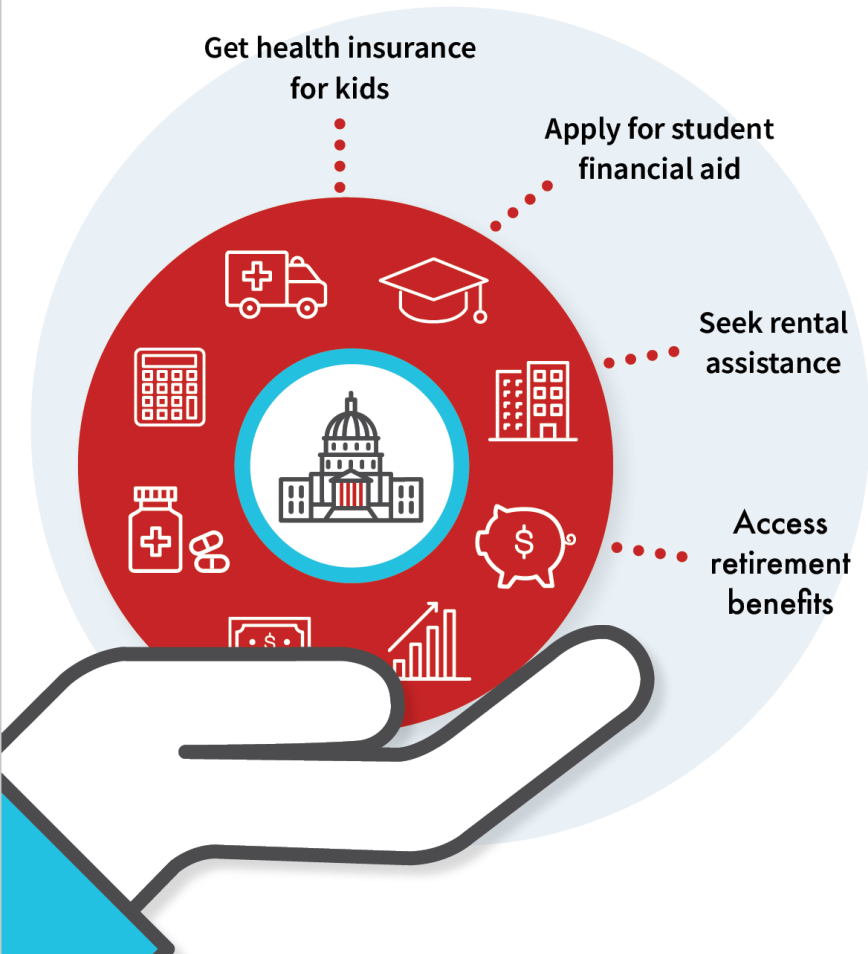 Get health insurance
for kids
Apply for student
financial aid
Seek rental
assistance
Access
retirement
benefits
$
$